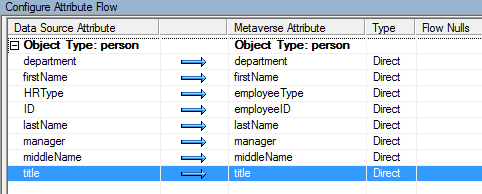 Configure Attribute Flow
Data Source Attribute Metaverse Attribute Type Flow Nulls
Object Type: person Object Type: person
department department Direct
firstName firstName Direct
HRType employeeType Direct
ID employeeID Direct
lastName lastName Direct
manager manager Direct
middleName middleName Direct
title title Direct